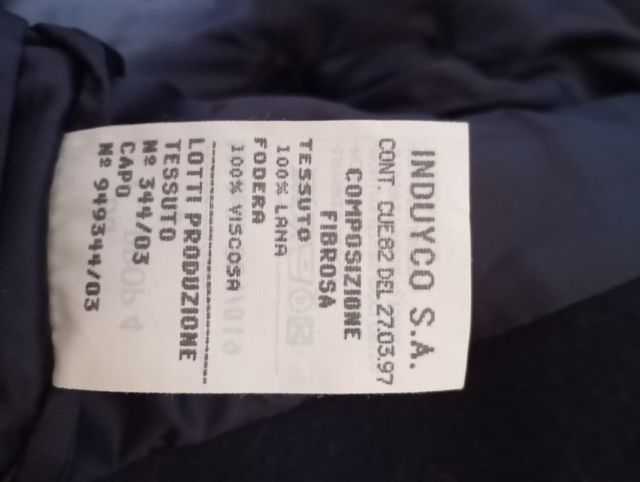 INDUYCO S.A.
CONT. CUE82 DEL 27.03.97
COMPOSIZIONE
FIBROSA
TESSUTO
100% LANA
FODERA
100% VISCOSA
LOTTI PRODUZIONE
TESSUTO
Nº 344/03
CAPO
Nº 949344/03